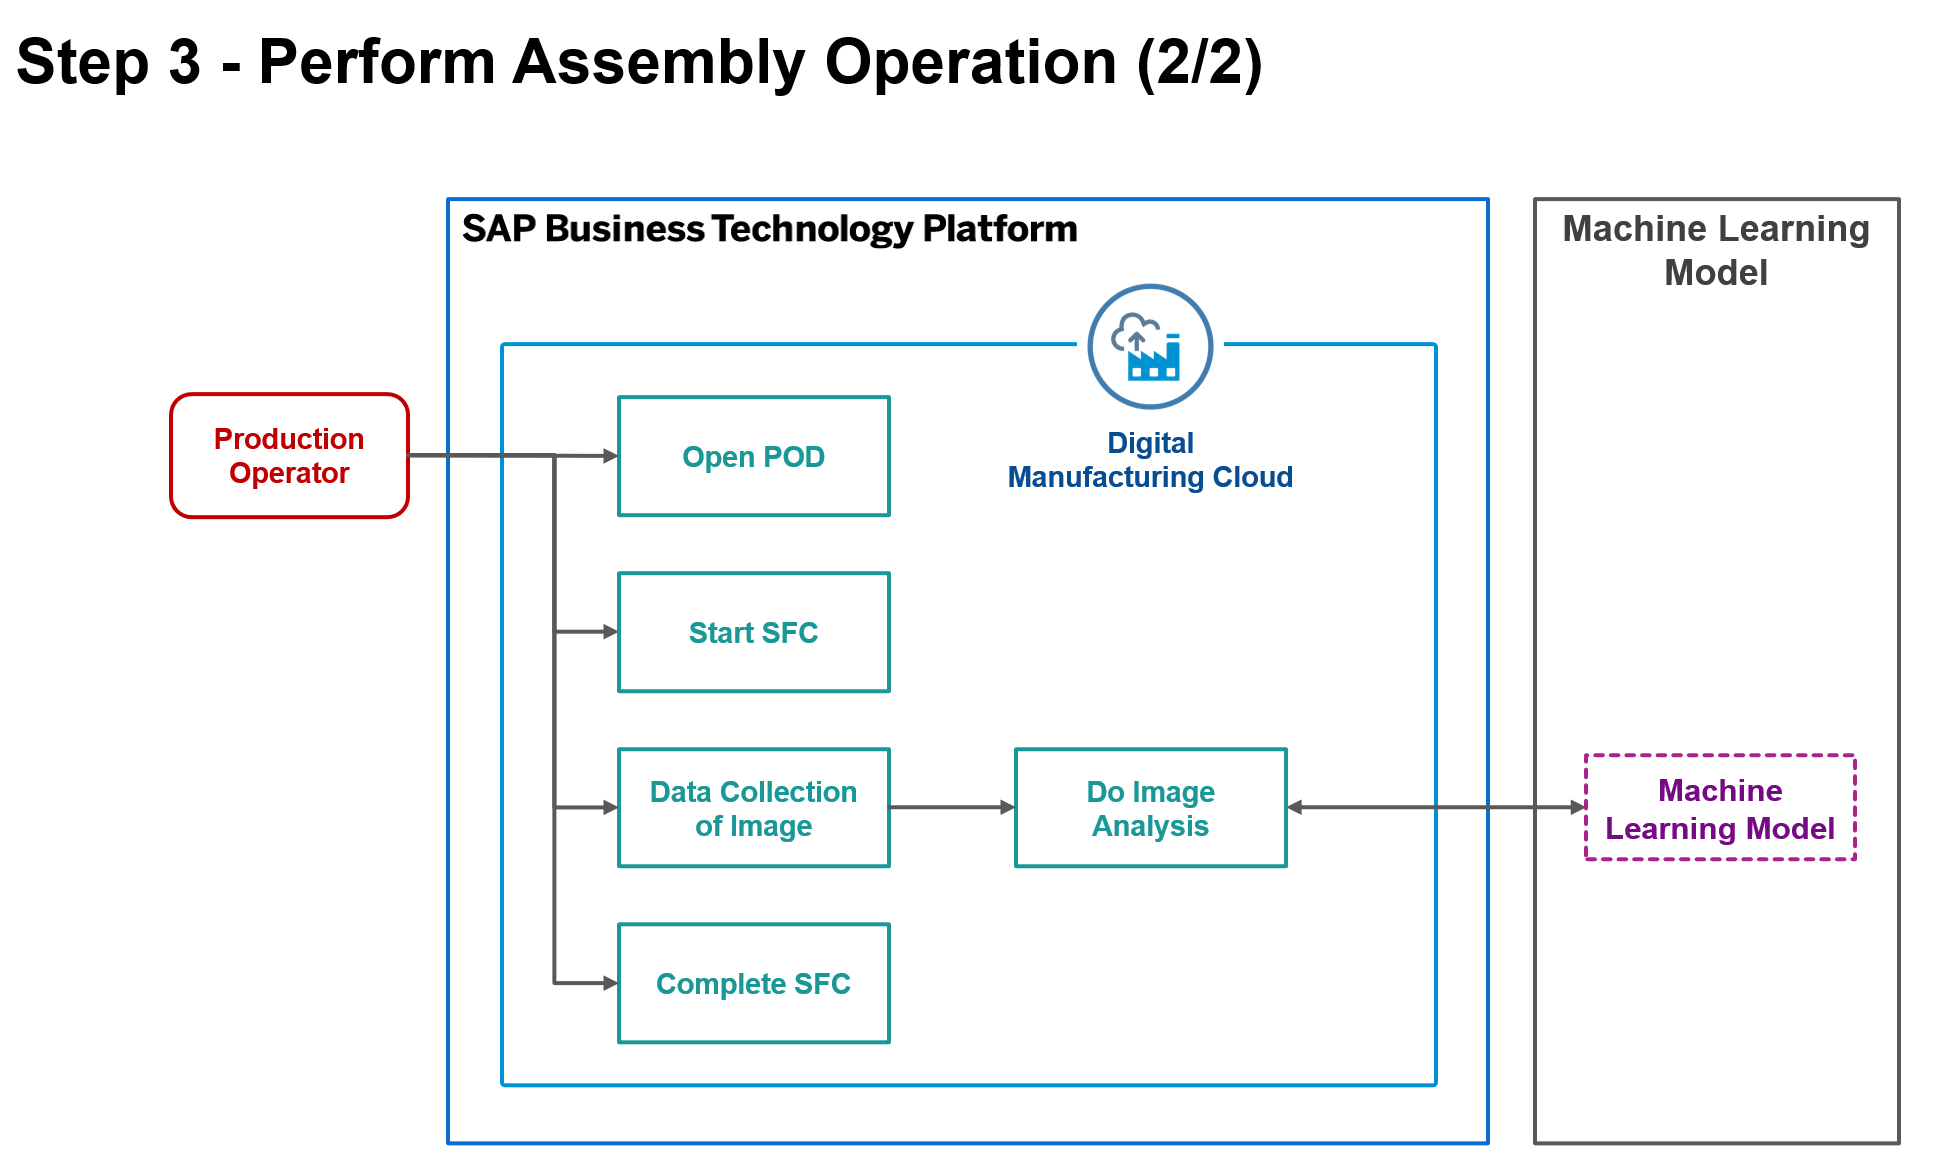 Step 3 - Perform Assembly Operation (2/2)
SAP Business Technology Platform
Machine Learning
Model
Production
Operator
Open POD
Digital
Manufacturing Cloud
Start SFC
Data Collection
of Image
Do Image
Analysis
Machine
Learning Model
Complete SFC